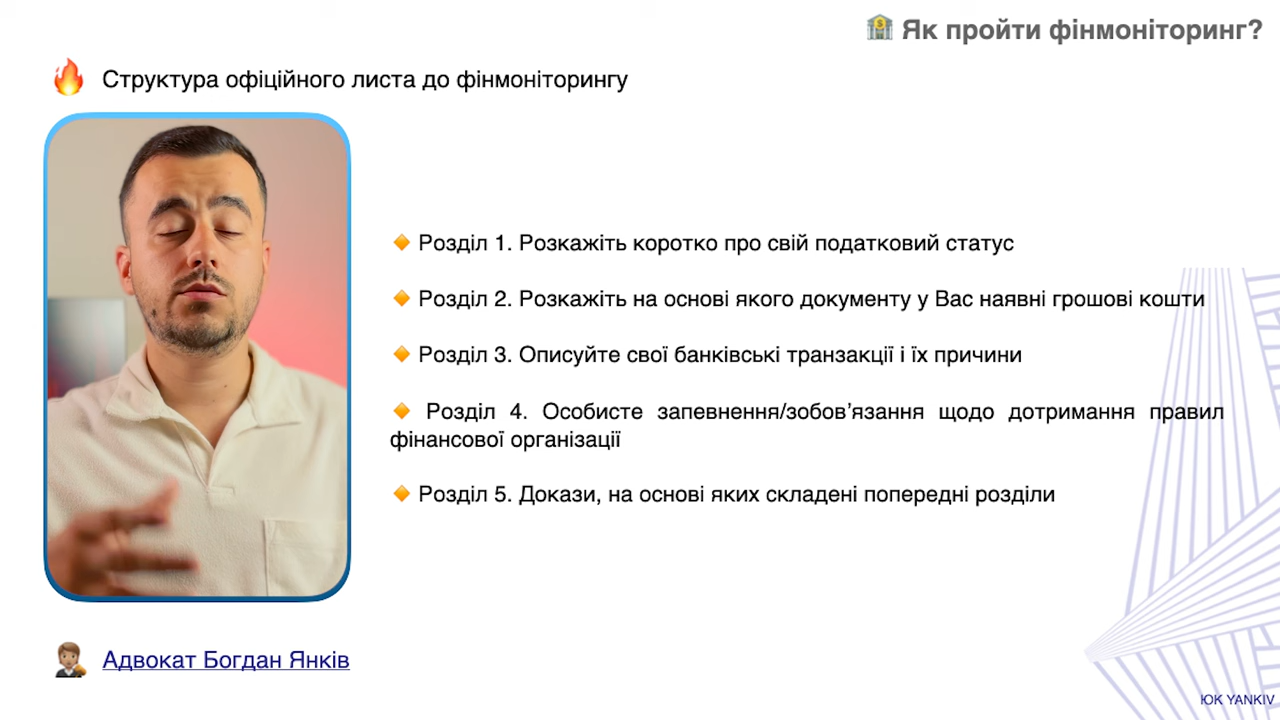 Як пройти фінмоніторинг?
Структура офіційного листа до фінмоніторингу
Розділ 1. Розкажіть коротко про свій податковий статус
Розділ 2. Розкажіть на основі якого документу у Вас наявні грошові кошти
Розділ 3. Описуйте свої банківські транзакції і їх причини
Розділ 4. Особисте запевнення/зобов’язання щодо дотримання правил
фінансової організації
Розділ 5. Докази, на основі яких складені попередні розділи
Адвокат Богдан Янків
ЮК YANKIV